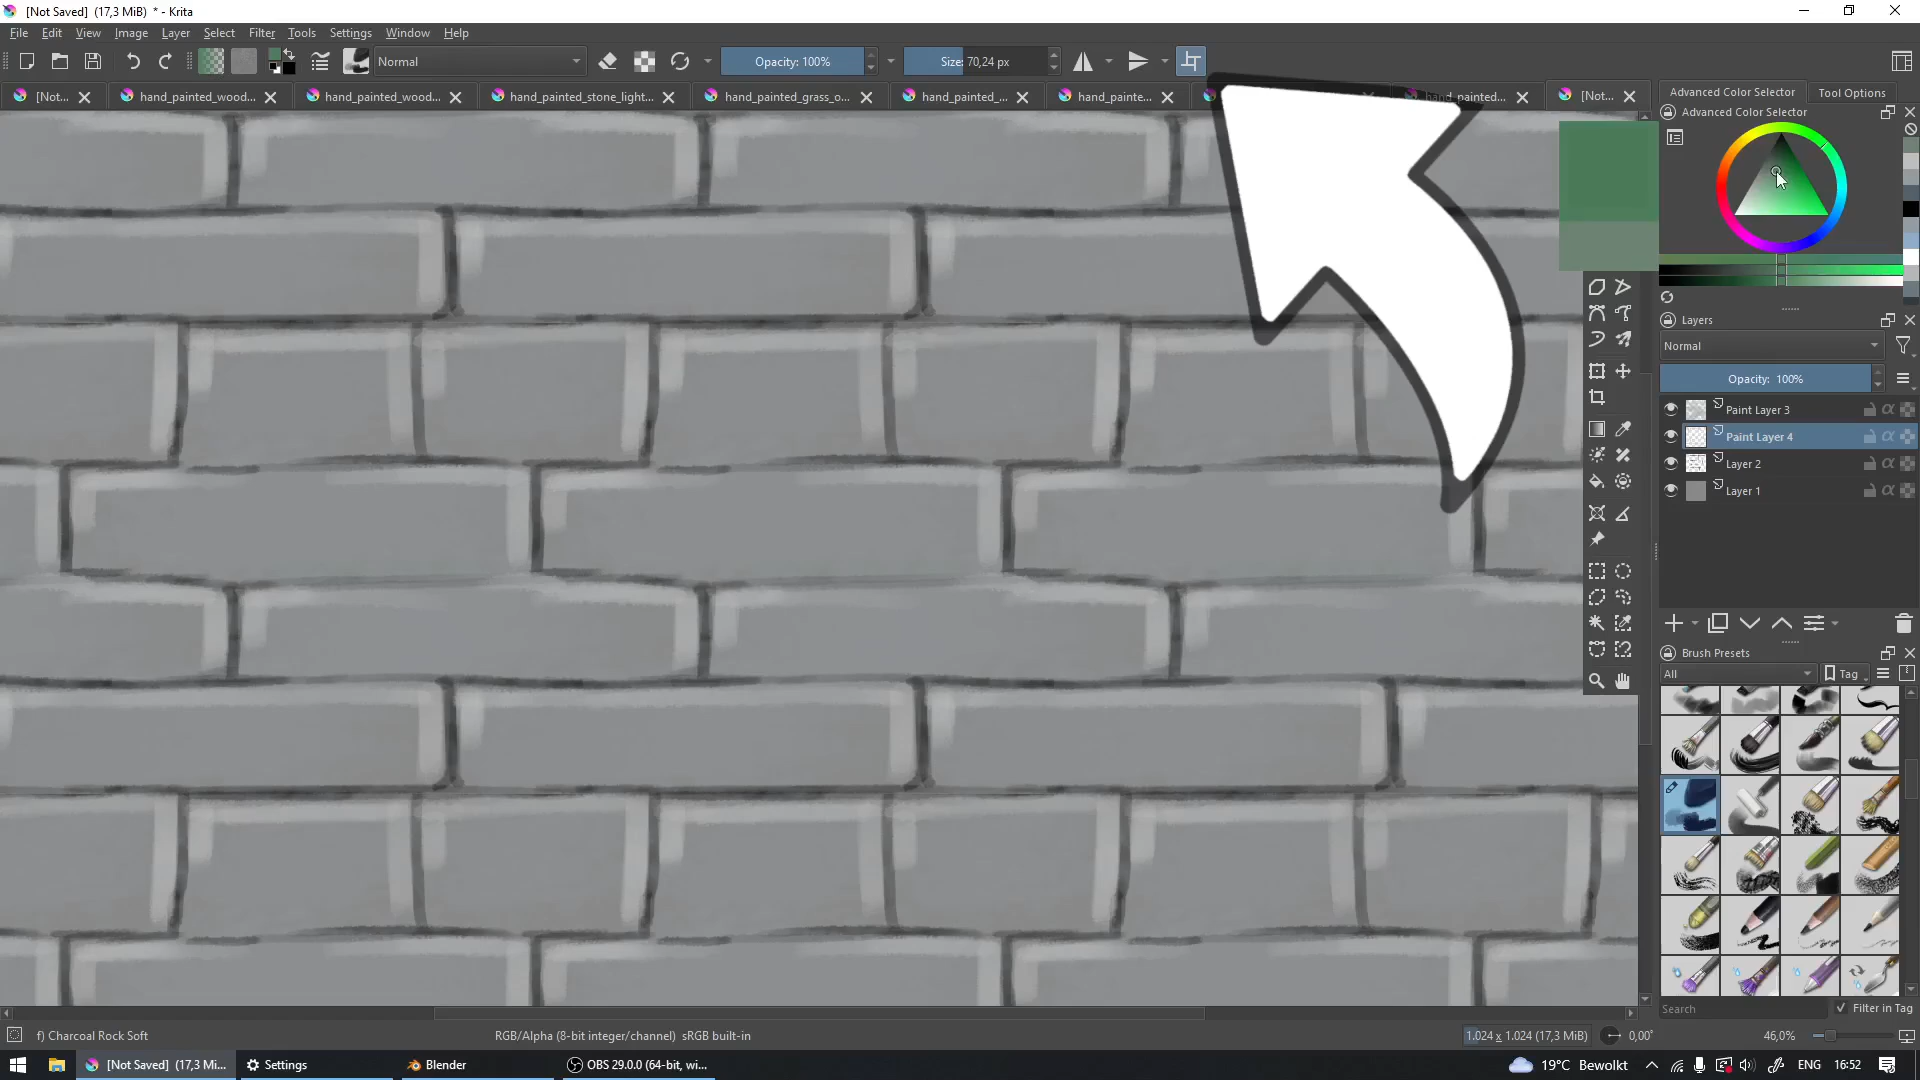 [Not Saved]  (17,3 MiB)  * - Krita
File Edit View Image Layer Select Filter Tools Settings Window Help
Normal
Opacity: 100%
Size: 70,24 px
[Not...
hand_painted_wood...
hand_painted_wood...
hand_painted_stone_light...
hand_painted_grass_o...
hand_painted_...
hand_painte...
hand_painted...
[Not...
Advanced Color Selector
Tool Options
Advanced Color Selector
Layers
Normal
Opacity:  100%
Paint Layer 3
Paint Layer 4
Layer 2
Layer 1
Brush Presets
All
Tag
Search
Filter in Tag
f) Charcoal Rock Soft
RGB/Alpha (8-bit integer/channel)  sRGB built-in
1.024 x 1.024 (17,3 MiB)
0,00°
46,0%
[Not Saved]  (17,3 Mi...
Settings
Blender
OBS 29.0.0 (64-bit, wi...
19°C  Bewolkt
ENG
16:52